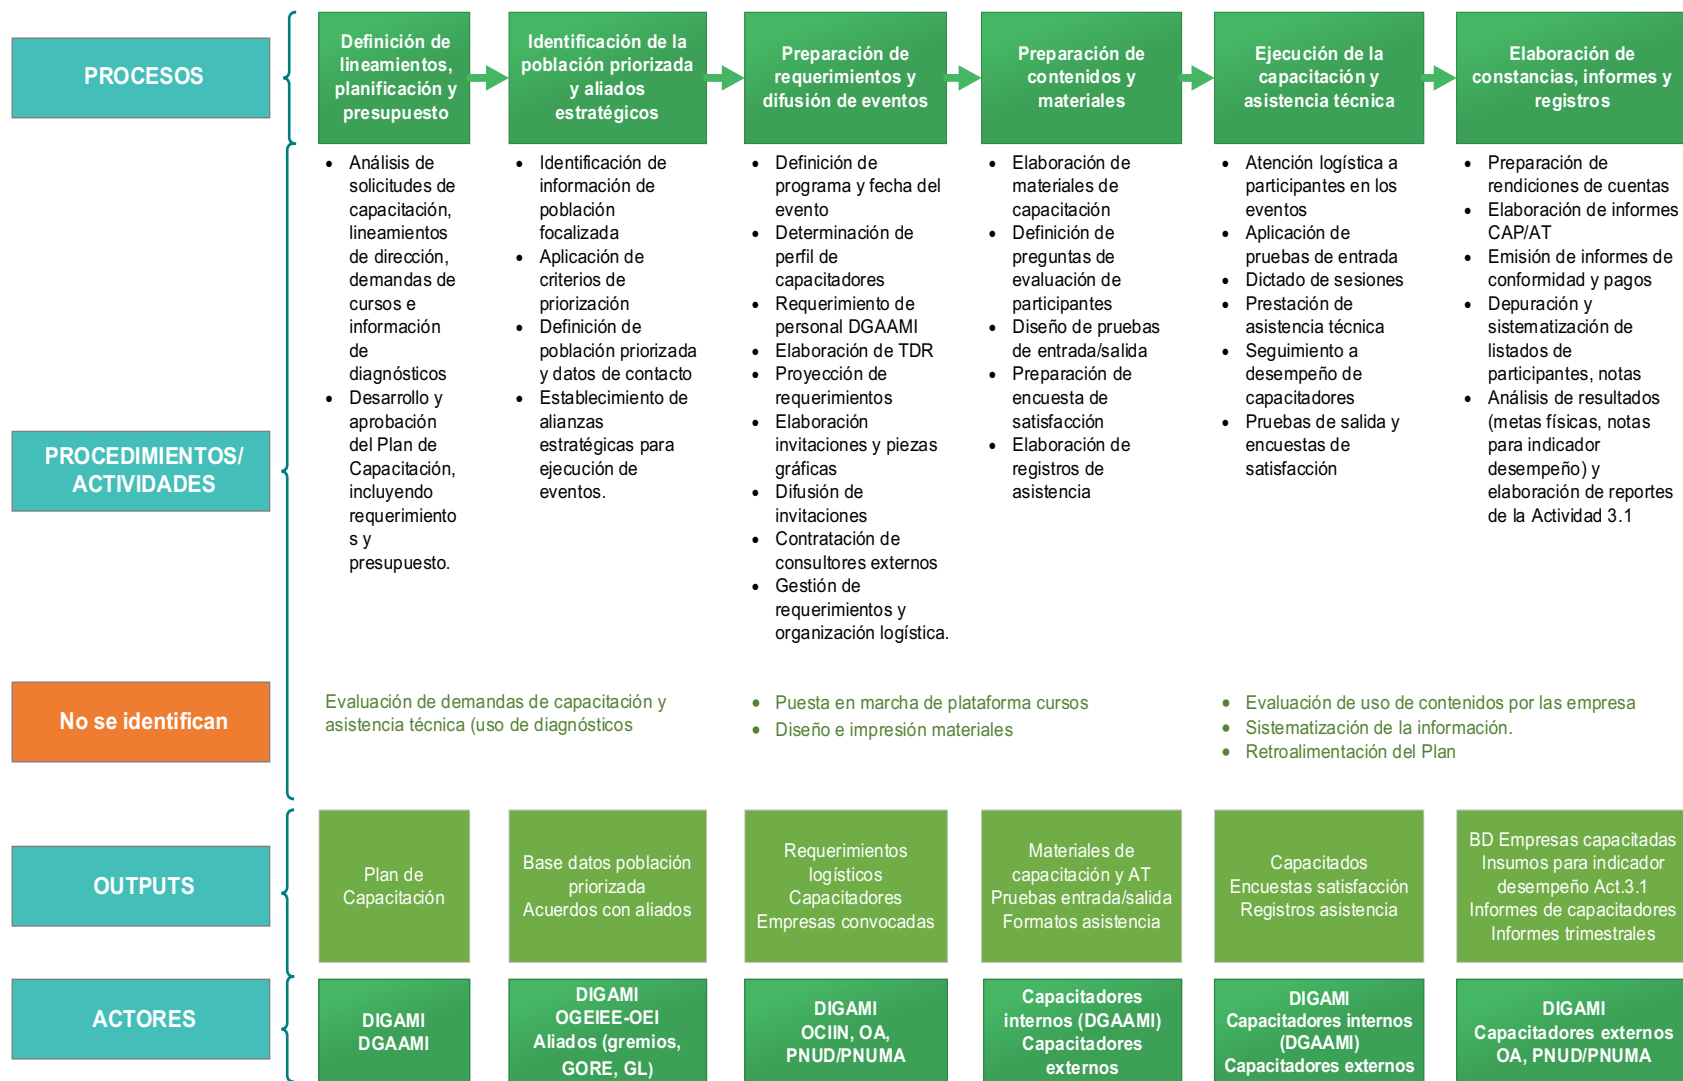 PROCESOS
Definición de
lineamientos,
planificación y
presupuesto
Identificación de la
población priorizada
y aliados
estratégicos
Preparación de
requerimientos y
difusión de eventos
Preparación de
contenidos y
materiales
Ejecución de la
capacitación y
asistencia técnica
Elaboración de
constancias, informes y
registros
PROCEDIMIENTOS/
ACTIVIDADES
• Análisis de
solicitudes de
capacitación,
lineamientos
de dirección,
demandas de
cursos e
información
de
diagnósticos
• Desarrollo y
aprobación
del Plan de
Capacitación,
incluyendo
requerimiento
s y
presupuesto.
• Identificación de
información de
población
focalizada
• Aplicación de
criterios de
priorización
• Definición de
población priorizada
y datos de contacto
• Establecimiento de
alianzas
estratégicas para
ejecución de
eventos.
• Definición de
programa y fecha del
evento
• Determinación de
perfil de
capacitadores
• Requerimiento de
personal DGAAMI
• Elaboración de TDR
• Proyección de
requerimientos
• Elaboración
invitaciones y piezas
gráficas
• Difusión de
invitaciones
• Contratación de
consultores externos
• Gestión de
requerimientos y
organización logística.
• Elaboración de
materiales de
capacitación
• Definición de
preguntas de
evaluación de
participantes
• Diseño de pruebas
de entrada/salida
• Preparación de
encuesta de
satisfacción
• Elaboración de
registros de
asistencia
• Atención logística a
participantes en los
eventos
• Aplicación de
pruebas de entrada
• Dictado de sesiones
• Prestación de
asistencia técnica
• Seguimiento a
desempeño de
capacitadores
• Pruebas de salida y
encuestas de
satisfacción
• Preparación de
rendiciones de cuentas
• Elaboración de informes
CAP/AT
• Emisión de informes de
conformidad y pagos
• Depuración y
sistematización de
listados de
participantes, notas
• Análisis de resultados
(metas físicas, notas
para indicador
desempeño) y
elaboración de reportes
de la Actividad 3.1
No se identifican
Evaluación de demandas de capacitación y
asistencia técnica (uso de diagnósticos
• Puesta en marcha de plataforma cursos
• Diseño e impresión materiales
• Evaluación de uso de contenidos por las empresa
• Sistematización de la información.
• Retroalimentación del Plan
OUTPUTS
Plan de
Capacitación
Base datos población
priorizada
Acuerdos con aliados
Requerimientos
logísticos
Capacitadores
Empresas convocadas
Materiales de
capacitación y AT
Pruebas entrada/salida
Formatos asistencia
Capacitados
Encuestas satisfacción
Registros asistencia
BD Empresas capacitadas
Insumos para indicador
desempeño Act.3.1
Informes de capacitadores
Informes trimestrales
ACTORES
DIGAMI
DGAAMI
DIGAMI
OGEIEE-OEI
Aliados (gremios,
GORE, GL)
DIGAMI
OCIIN, OA,
PNUD/PNUMA
Capacitadores
internos (DGAAMI)
Capacitadores
externos
DIGAMI
Capacitadores internos
(DGAAMI)
Capacitadores externos
DIGAMI
Capacitadores externos
OA, PNUD/PNUMA